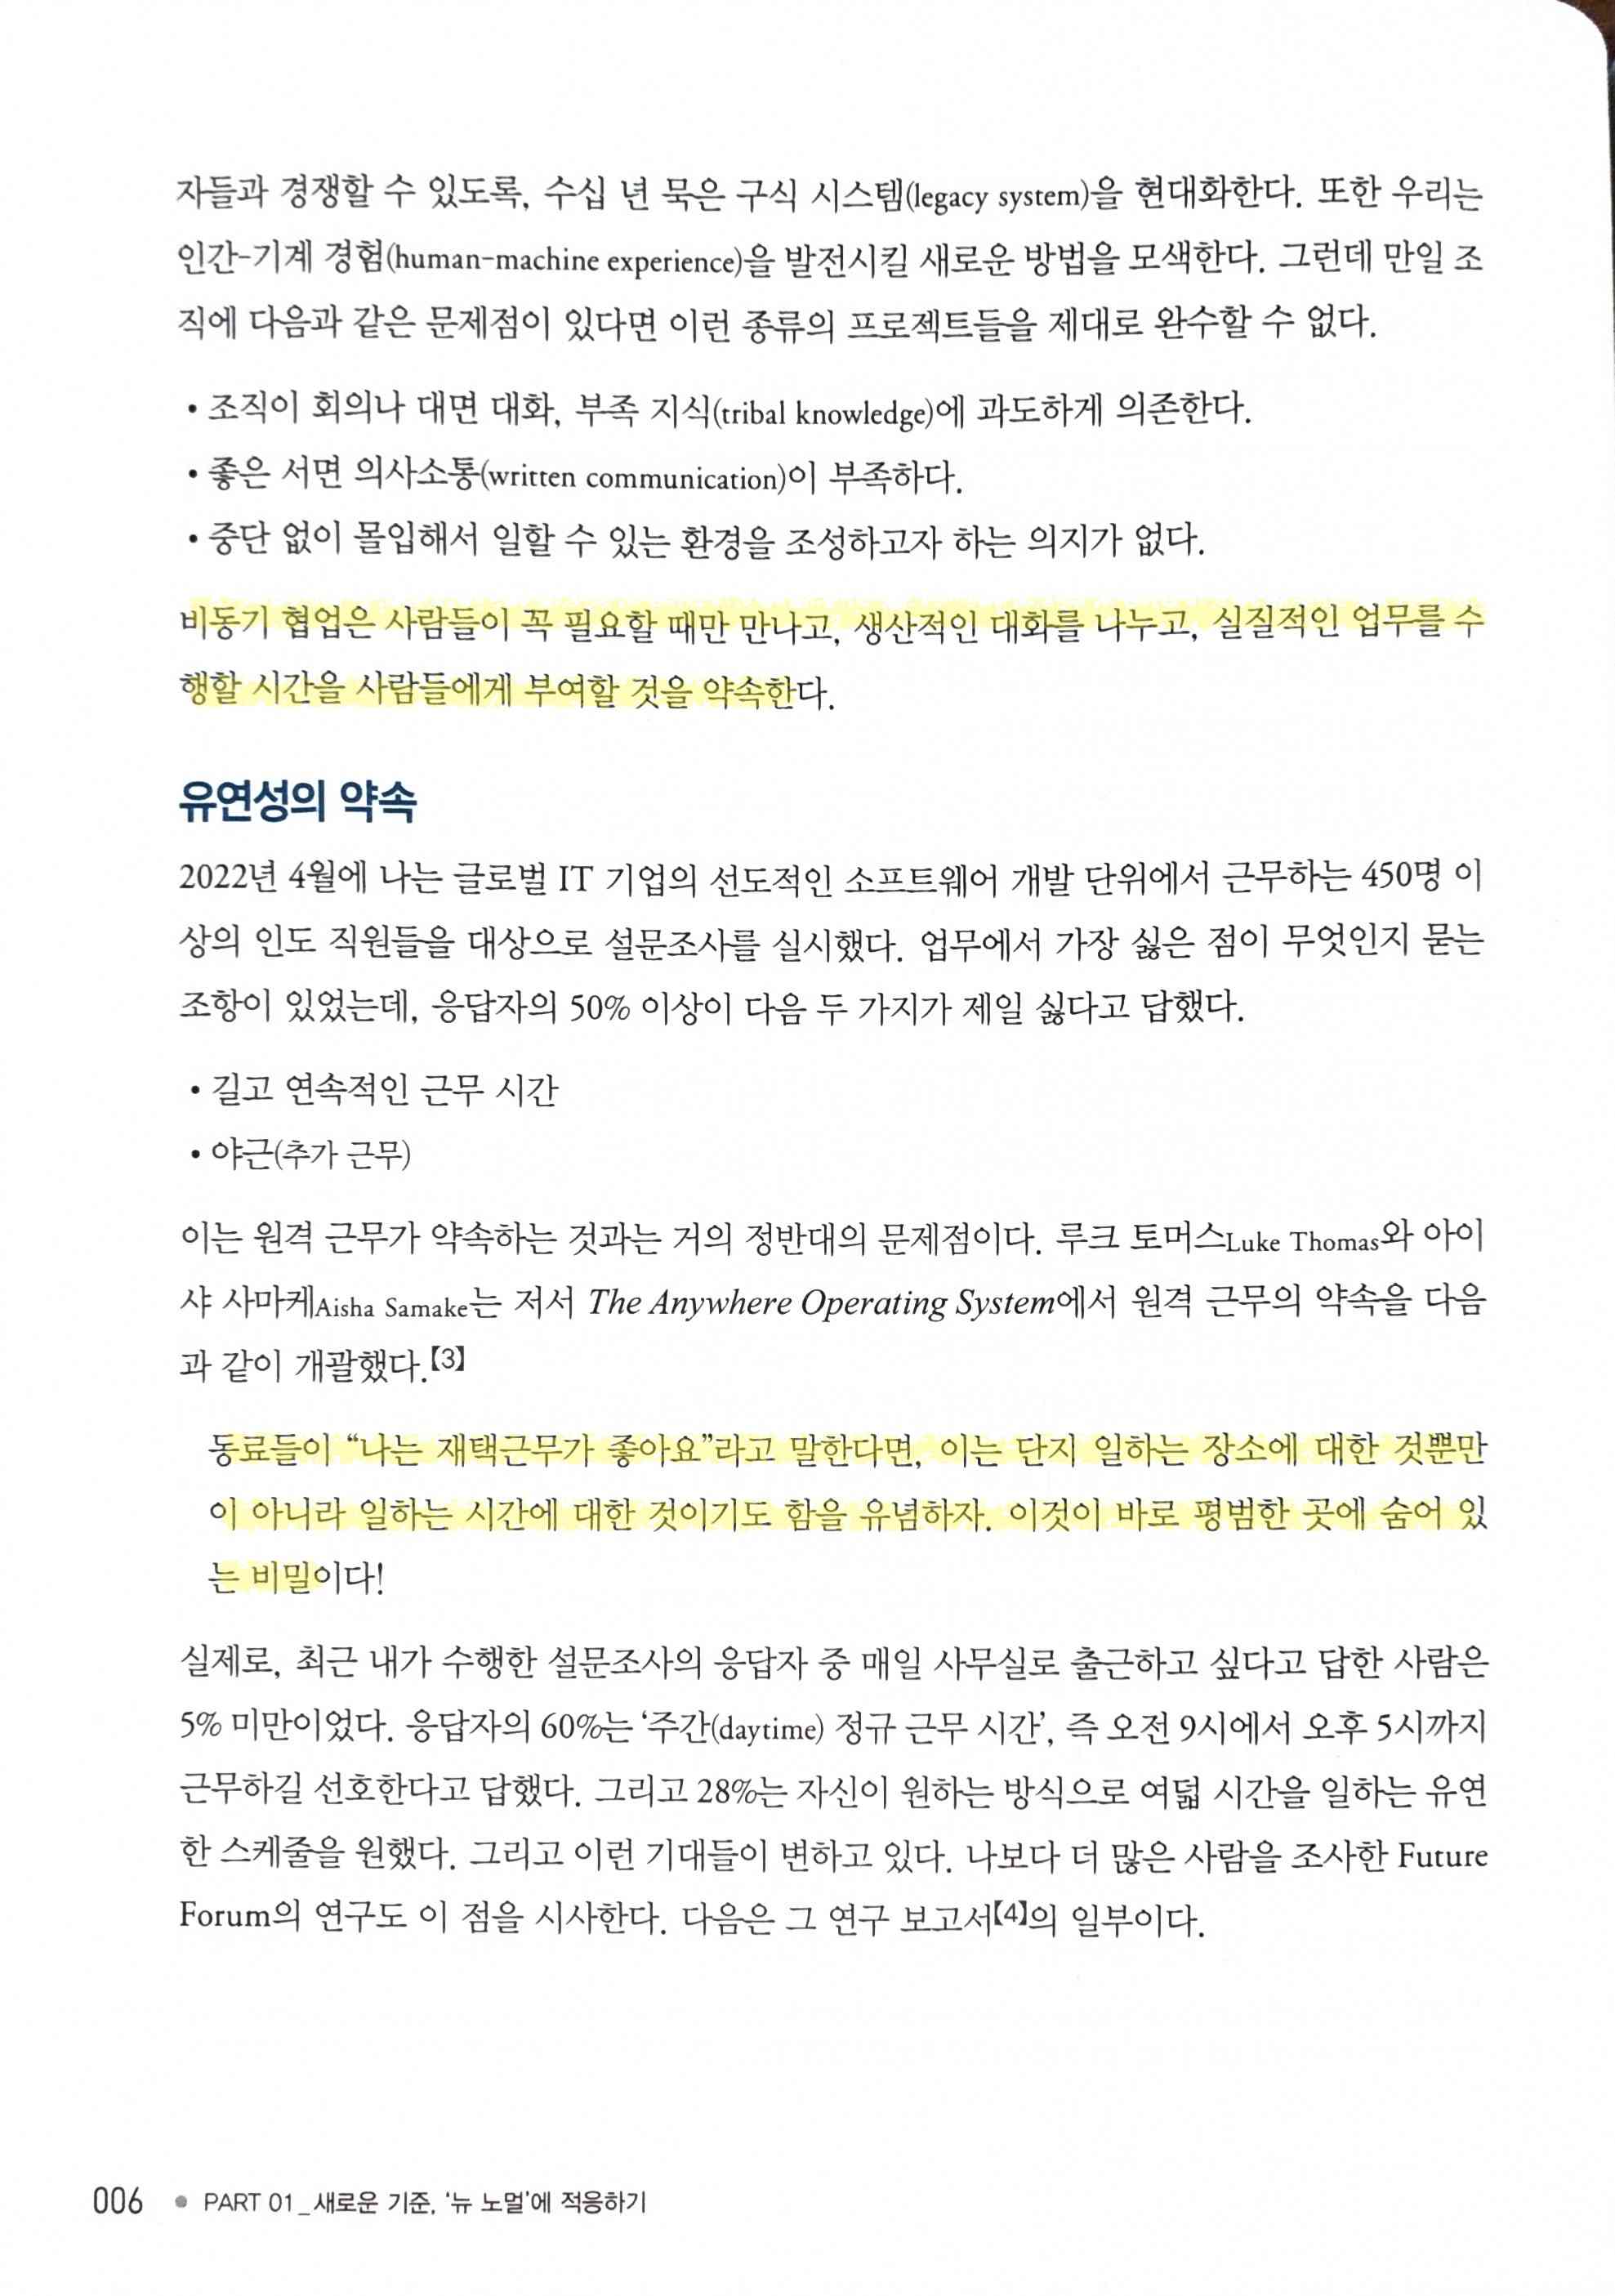 자들과 경쟁할 수 있도록, 수십 년 묵은 구식 시스템(legacy system)을 현대화한다. 또한 우리는
인간-기계 경험(human-machine experience)을 발전시킬 새로운 방법을 모색한다. 그런데 만일 조
직에 다음과 같은 문제점이 있다면 이런 종류의 프로젝트들을 제대로 완수할 수 없다.
• 조직이 회의나 대면 대화, 부족 지식(tribal knowledge)에 과도하게 의존한다.
• 좋은 서면 의사소통(written communication)이 부족하다.
• 중단 없이 몰입해서 일할 수 있는 환경을 조성하고자 하는 의지가 없다.
비동기 협업은 사람들이 꼭 필요할 때만 만나고, 생산적인 대화를 나누고, 실질적인 업무를 수
행할 시간을 사람들에게 부여할 것을 약속한다.
유연성의 약속
2022년 4월에 나는 글로벌 IT 기업의 선도적인 소프트웨어 개발 단위에서 근무하는 450명 이
상의 인도 직원들을 대상으로 설문조사를 실시했다. 업무에서 가장 싫은 점이 무엇인지 묻는
조항이 있었는데, 응답자의 50% 이상이 다음 두 가지가 제일 싫다고 답했다.
• 길고 연속적인 근무 시간
• 야근(추가 근무)
이는 원격 근무가 약속하는 것과는 거의 정반대의 문제점이다. 루크 토머스Luke Thomas와 아이
샤 사마케Aisha Samake는 저서 The Anywhere Operating System에서 원격 근무의 약속을 다음
과 같이 개괄했다.【3】
동료들이 “나는 재택근무가 좋아요”라고 말한다면, 이는 단지 일하는 장소에 대한 것뿐만
이 아니라 일하는 시간에 대한 것이기도 함을 유념하자. 이것이 바로 평범한 곳에 숨어 있
는 비밀이다!
실제로, 최근 내가 수행한 설문조사의 응답자 중 매일 사무실로 출근하고 싶다고 답한 사람은
5% 미만이었다. 응답자의 60%는 ‘주간(daytime) 정규 근무 시간’, 즉 오전 9시에서 오후 5시까지
근무하길 선호한다고 답했다. 그리고 28%는 자신이 원하는 방식으로 여덟 시간을 일하는 유연
한 스케줄을 원했다. 그리고 이런 기대들이 변하고 있다. 나보다 더 많은 사람을 조사한 Future
Forum의 연구도 이 점을 시사한다. 다음은 그 연구 보고서【4】의 일부이다.
006 ● PART 01_새로운 기준, ‘뉴 노멀’에 적응하기